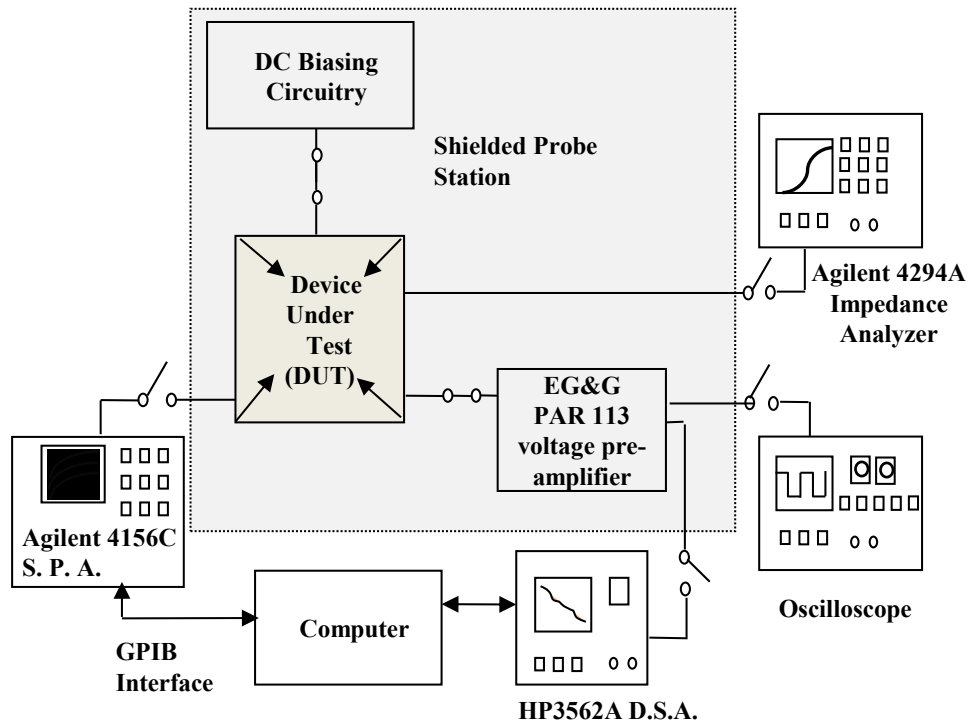 DC Biasing
Circuitry
Shielded Probe
Station
Device
Under
Test
(DUT)
Agilent 4294A
Impedance
Analyzer
EG&G
PAR 113
voltage pre-
amplifier
Agilent 4156C
S. P. A.
Oscilloscope
Computer
GPIB
Interface
HP3562A D.S.A.